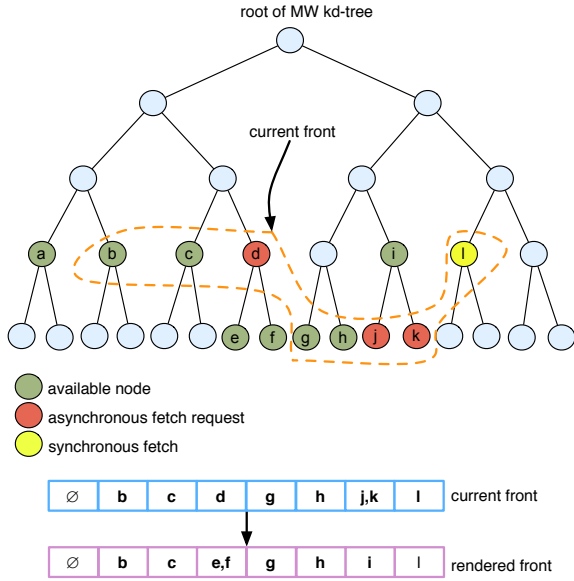 root of MW kd-tree
current front
a b c d i l
e f g h j k
available node
asynchronous fetch request
synchronous fetch
∅ b c d g h j,k l current front
∅ b c e,f g h i l rendered front